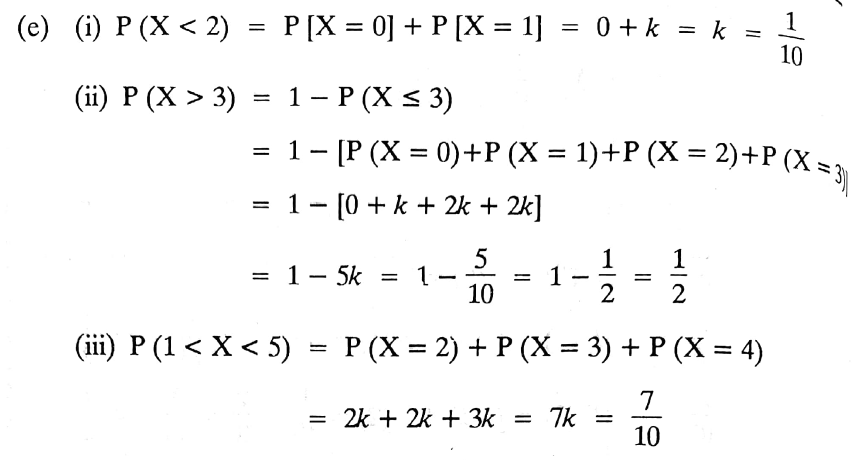 (e) (i) P (X < 2) = P [X = 0] + P [X = 1] = 0 + k = k = 1/10
(ii) P (X > 3) = 1 – P (X ≤ 3)
= 1 – [P (X = 0)+P (X = 1)+P (X = 2)+P (X = 3)]
= 1 – [0 + k + 2k + 2k]
= 1 – 5k = 1 – 5/10 = 1 – 1/2 = 1/2
(iii) P (1 < X < 5) = P (X = 2) + P (X = 3) + P (X = 4)
= 2k + 2k + 3k = 7k = 7/10